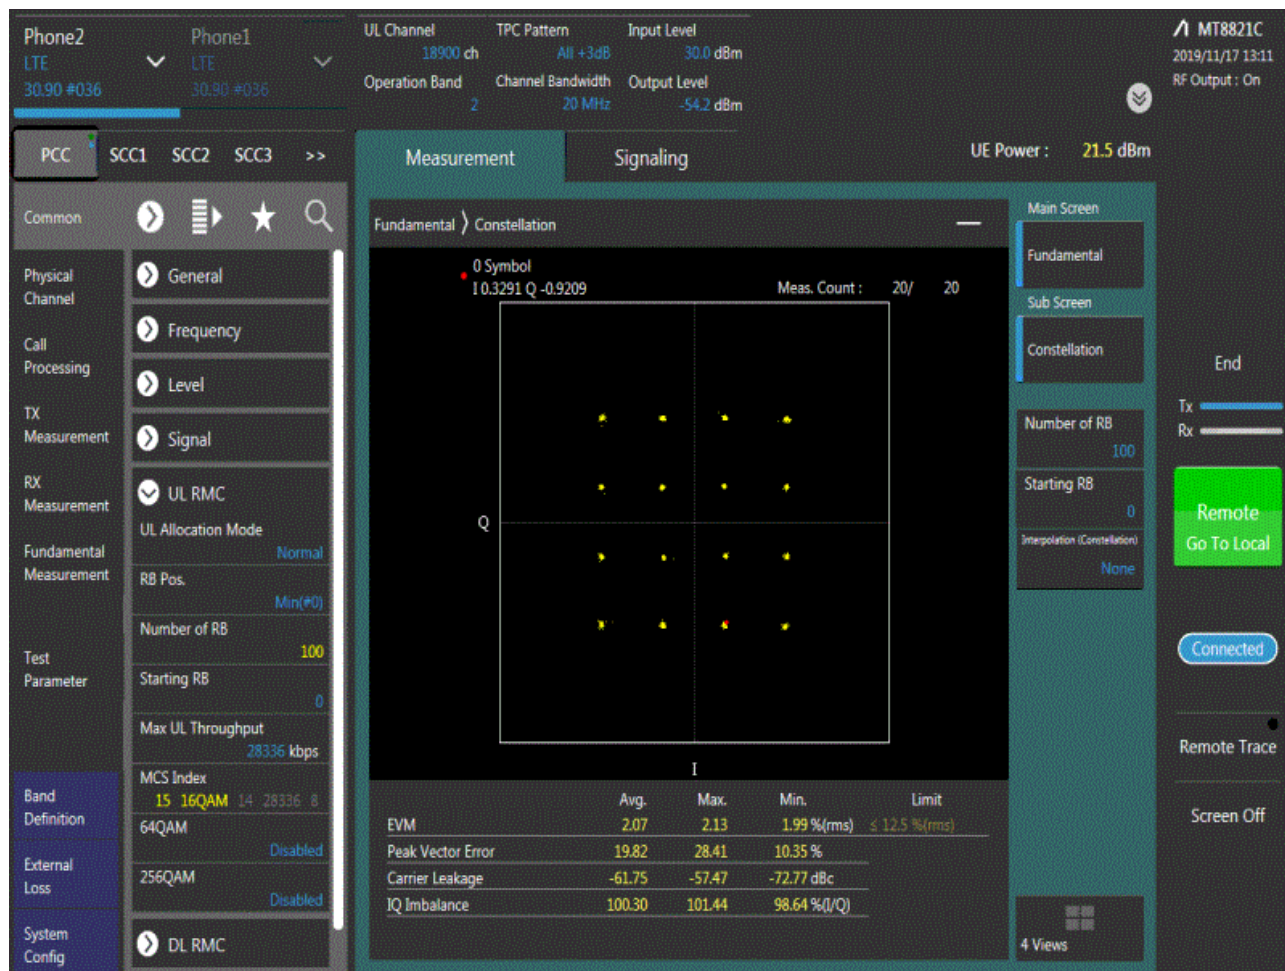 Phone2
LTE
30.90 #036
Phone1
LTE
30.90 #036
UL Channel
18900 ch
TPC Pattern
All +3dB
Input Level
30.0 dBm
Operation Band
2
Channel Bandwidth
20 MHz
Output Level
-54.2 dBm
MT8821C
2019/11/17 13:11
RF Output : On
PCC SCC1 SCC2 SCC3 >>
Measurement
Signaling
UE Power : 21.5 dBm
Common
Physical
Channel
Call
Processing
TX
Measurement
RX
Measurement
Fundamental
Measurement
Test
Parameter
Band
Definition
External
Loss
System
Config
General
Frequency
Level
Signal
UL RMC
UL Allocation Mode
Normal
RB Pos.
Min(#0)
Number of RB
100
Starting RB
0
Max UL Throughput
28336 kbps
MCS Index
15 16QAM 14 28336 8
64QAM
Disabled
256QAM
Disabled
DL RMC
Fundamental 〉 Constellation
0 Symbol
I 0.3291 Q -0.9209
Meas. Count : 20/ 20
Q
I
Avg. Max. Min. Limit
EVM 2.07 2.13 1.99 %(rms) ≤ 12.5 %(rms)
Peak Vector Error 19.82 28.41 10.35 %
Carrier Leakage -61.75 -57.47 -72.77 dBc
IQ Imbalance 100.30 101.44 98.64 %(I/Q)
Main Screen
Fundamental
Sub Screen
Constellation
Number of RB
100
Starting RB
0
Interpolation (Constellation)
None
4 Views
End
Tx
Rx
Remote
Go To Local
Connected
Remote Trace
Screen Off